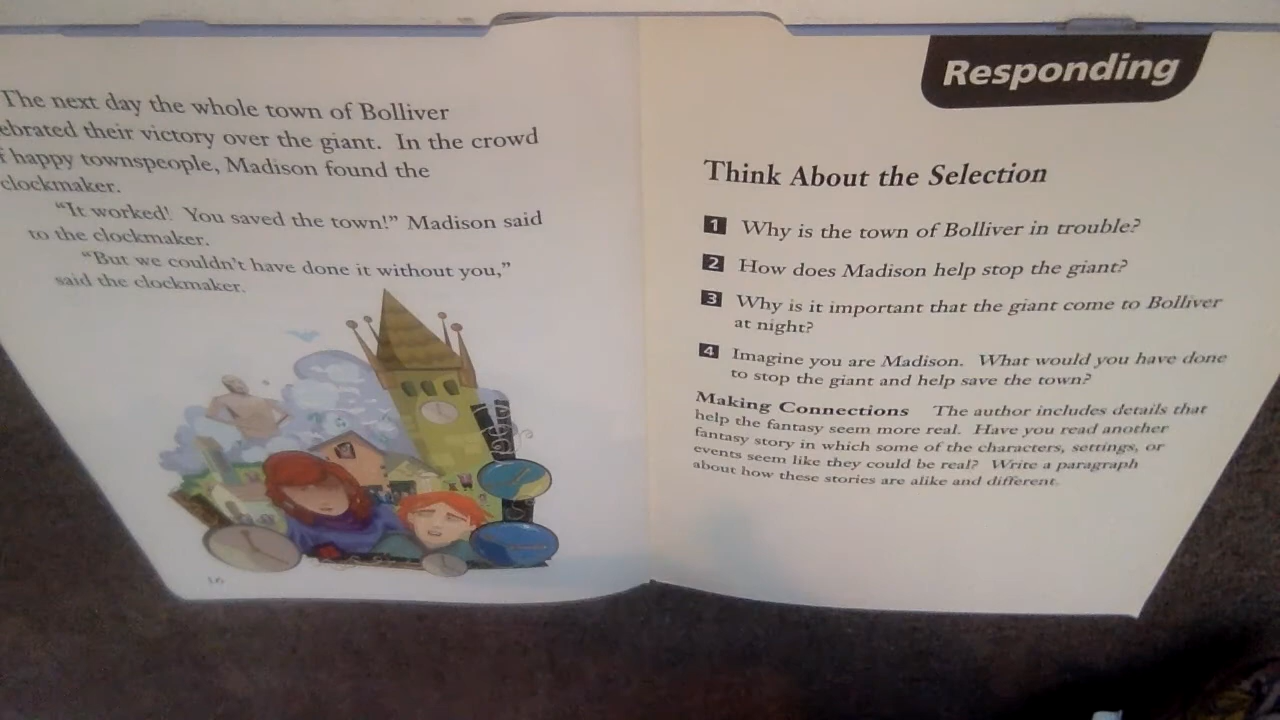 The next day the whole town of Bolliver
ebrated their victory over the giant. In the crowd
f happy townspeople, Madison found the
clockmaker.
“It worked! You saved the town!” Madison said
to the clockmaker.
“But we couldn’t have done it without you,”
said the clockmaker.
16
Responding
Think About the Selection
1 Why is the town of Bolliver in trouble?
2 How does Madison help stop the giant?
3 Why is it important that the giant come to Bolliver
at night?
4 Imagine you are Madison. What would you have done
to stop the giant and help save the town?
Making Connections The author includes details that
help the fantasy seem more real. Have you read another
fantasy story in which some of the characters, settings, or
events seem like they could be real? Write a paragraph
about how these stories are alike and different.